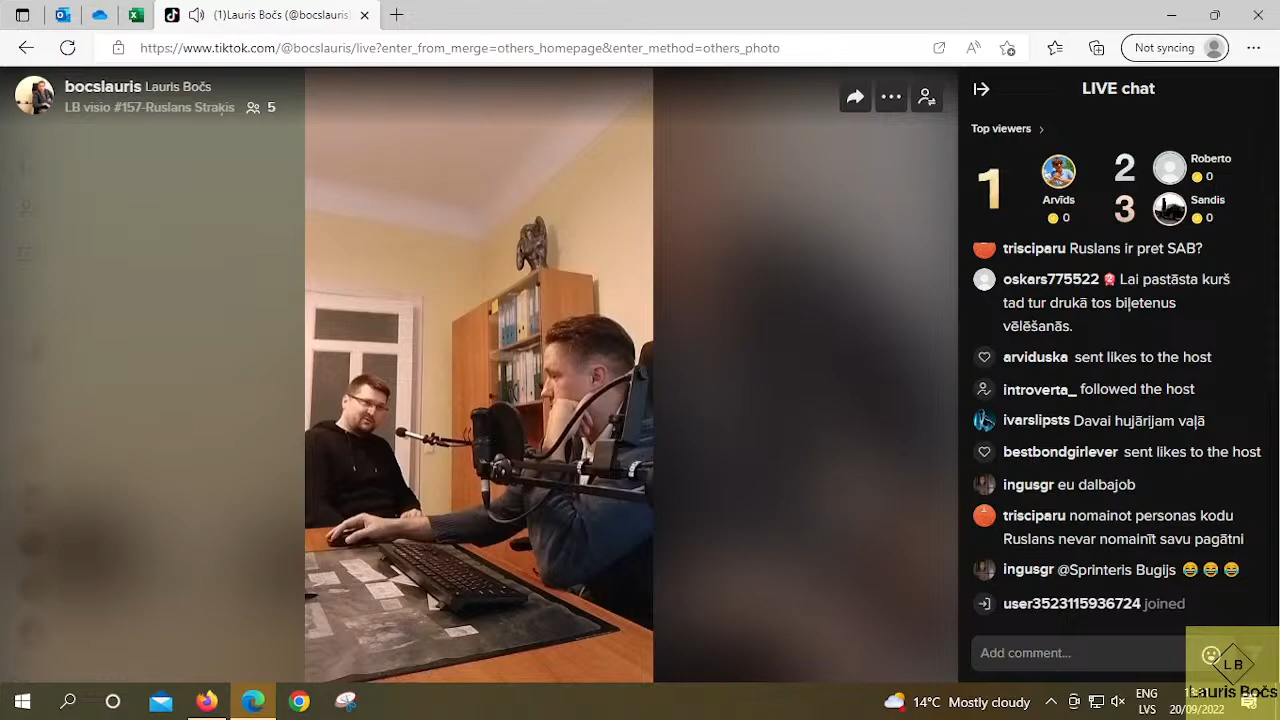 (1)Lauris Bočs (@bocslauris
https://www.tiktok.com/@bocslauris/live?enter_from_merge=others_homepage&enter_method=others_photo
Not syncing
bocslauris Lauris Bočs
LB visio #157-Ruslans Straķis 5
LIVE chat
Top viewers
1
Arvīds
0
2
Roberto
0
3
Sandis
0
trisciparu Ruslans ir pret SAB?
oskars775522 Lai pastāsta kurš
tad tur drukā tos biļetenus
vēlēšanās.
arviduska sent likes to the host
introverta_ followed the host
ivarslipsts Davai hujārijam vaļā
bestbondgirlever sent likes to the host
ingusgr eu dalbajob
trisciparu nomainot personas kodu
Ruslans nevar nomainīt savu pagātni
ingusgr @Sprinteris Bugijs 😂 😂 😂
user3523115936724 joined
Add comment...
LB
Lauris Bočs
14°C Mostly cloudy
ENG
LVS
20/09/2022